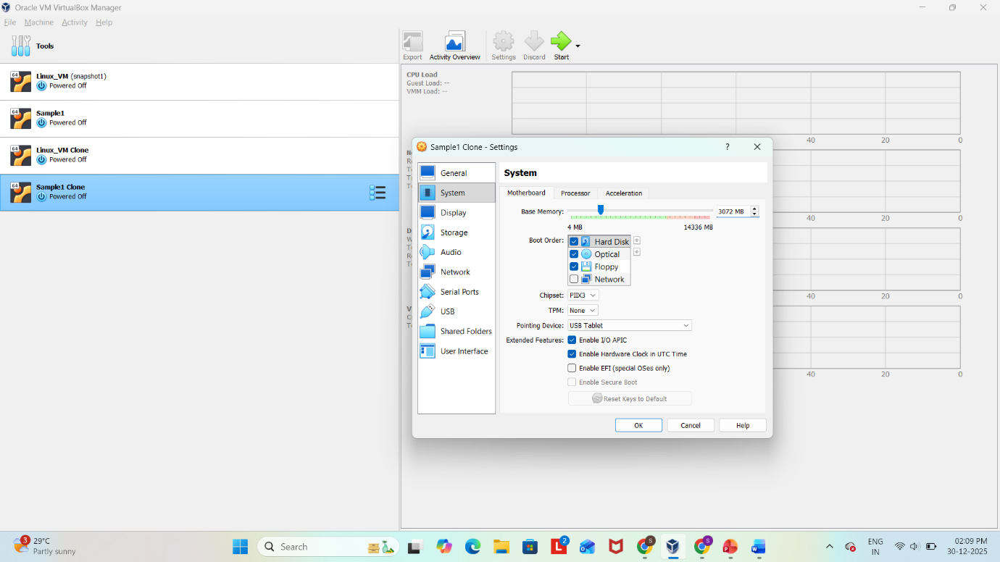 Oracle VM VirtualBox Manager
File Machine Activity Help
Tools
Export Activity Overview Settings Discard Start
64 Linux_VM (snapshot1)
Powered Off
64 Sample1
Powered Off
64 Linux_VM Clone
Powered Off
64 Sample1 Clone
Powered Off
CPU Load
Guest Load: --
VMM Load: --
40 20 0
40 20 0
40 20 0
40 20 0
Sample1 Clone - Settings
?
General
System
Display
Storage
Audio
Network
Serial Ports
USB
Shared Folders
User Interface
System
Motherboard Processor Acceleration
Base Memory: 3072 MB
4 MB 14336 MB
Boot Order: Hard Disk
Optical
Floppy
Network
Chipset: PIIX3
TPM: None
Pointing Device: USB Tablet
Extended Features: Enable I/O APIC
Enable Hardware Clock in UTC Time
Enable EFI (special OSes only)
Enable Secure Boot
Reset Keys to Default
OK Cancel Help
3 29°C
Partly sunny
Search
L 2
S
S
P
W
ENG
IN
02:09 PM
30-12-2025